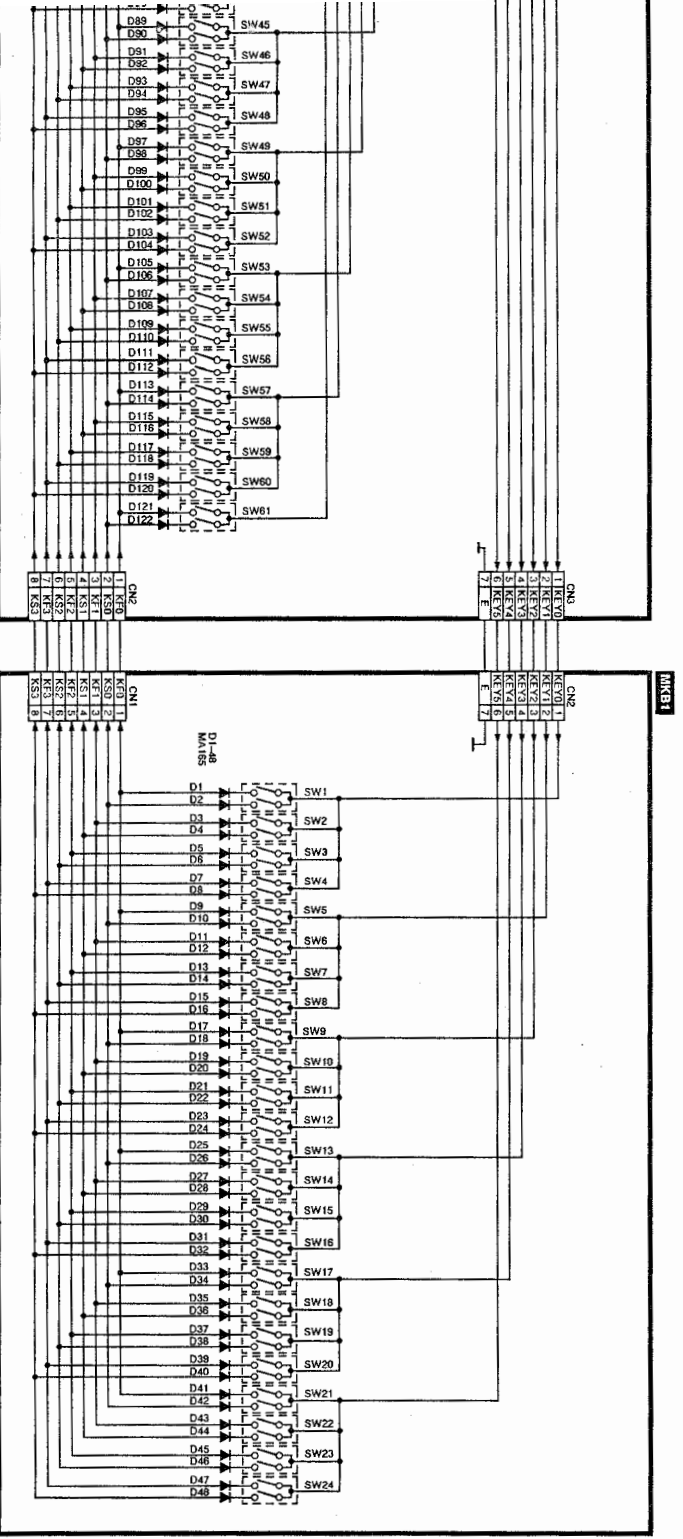 D89
D90
SW45
D91
D92
SW46
D93
D94
SW47
D95
D96
SW48
D97
D98
SW49
D99
D100
SW50
D101
D102
SW51
D103
D104
SW52
D105
D106
SW53
D107
D108
SW54
D109
D110
SW55
D111
D112
SW56
D113
D114
SW57
D115
D116
SW58
D117
D118
SW59
D119
D120
SW60
D121
D122
SW61
8 7 6 5 4 3 2 1
KS3 KF3 KS2 KF2 KS1 KF1 KS0 KF0
CN2
7 6 5 4 3 2 1
E KEY5 KEY4 KEY3 KEY2 KEY1 KEY0
CN3
KS3 KF3 KS2 KF2 KS1 KF1 KS0 KF0
8 7 6 5 4 3 2 1
CN1
E KEY5 KEY4 KEY3 KEY2 KEY1 KEY0
7 6 5 4 3 2 1
CN2
MKB1
D1-48
MA165
D1
D2
SW1
D3
D4
SW2
D5
D6
SW3
D7
D8
SW4
D9
D10
SW5
D11
D12
SW6
D13
D14
SW7
D15
D16
SW8
D17
D18
SW9
D19
D20
SW10
D21
D22
SW11
D23
D24
SW12
D25
D26
SW13
D27
D28
SW14
D29
D30
SW15
D31
D32
SW16
D33
D34
SW17
D35
D36
SW18
D37
D38
SW19
D39
D40
SW20
D41
D42
SW21
D43
D44
SW22
D45
D46
SW23
D47
D48
SW24